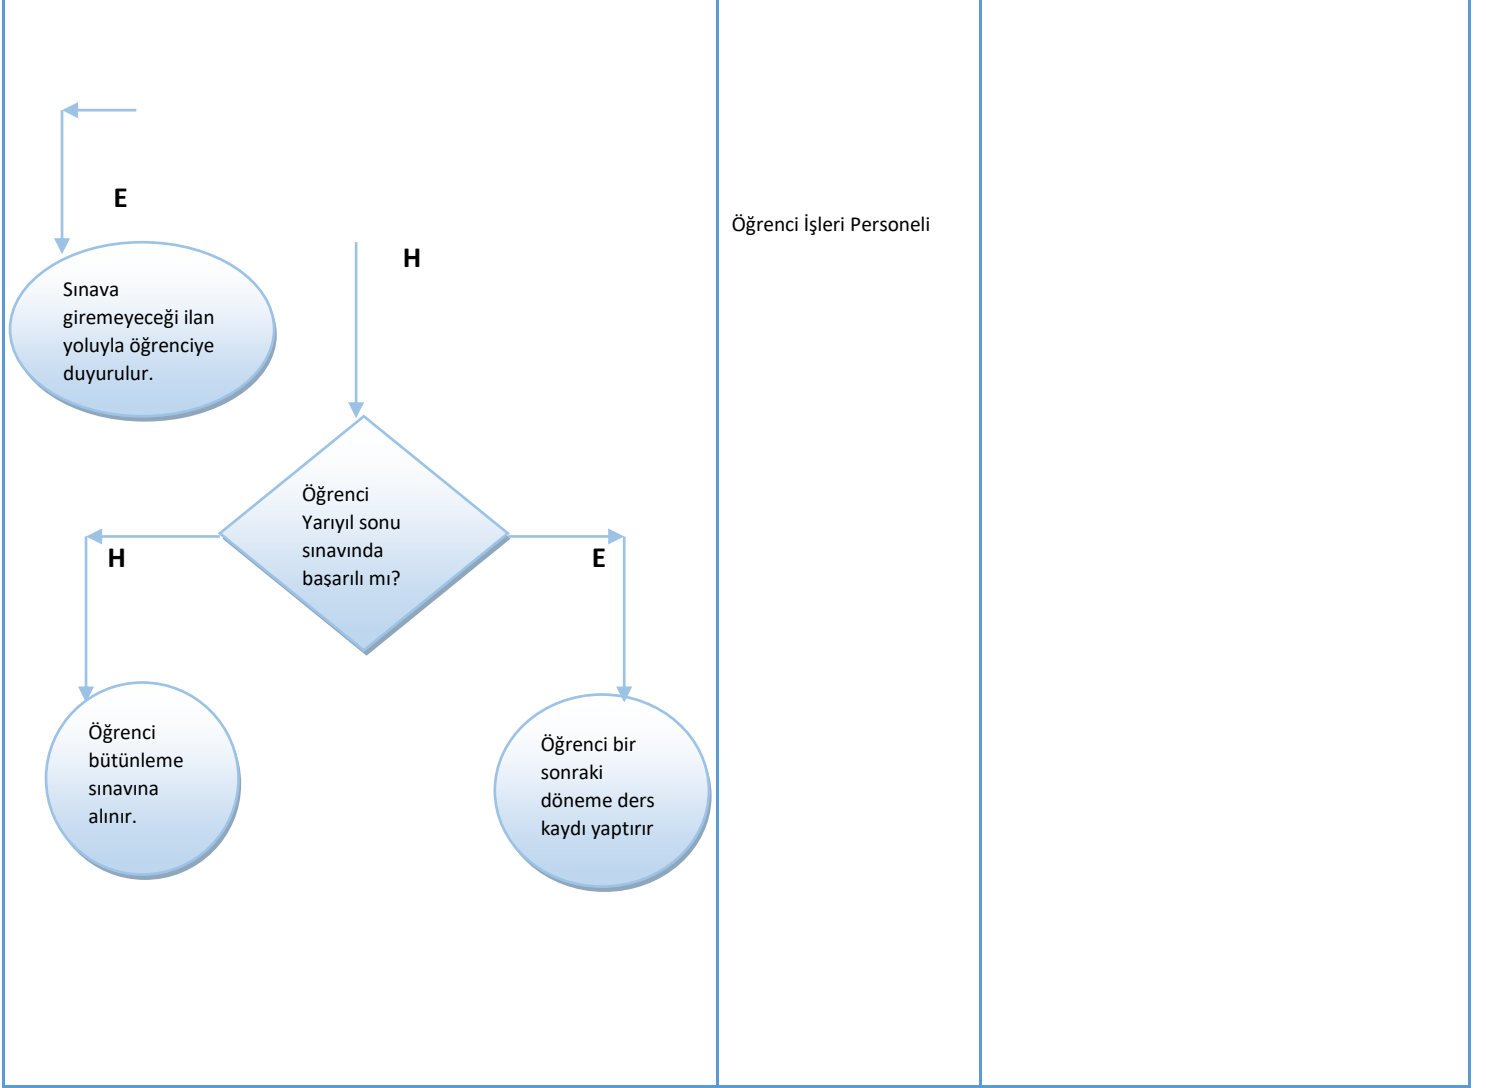 E
Öğrenci İşleri Personeli
H
Sınava
giremeyeceği ilan
yoluyla öğrenciye
duyurulur.
Öğrenci
Yarıyıl sonu
sınavında
başarılı mı?
H
E
Öğrenci
bütünleme
sınavına
alınır.
Öğrenci bir
sonraki
döneme ders
kaydı yaptırır